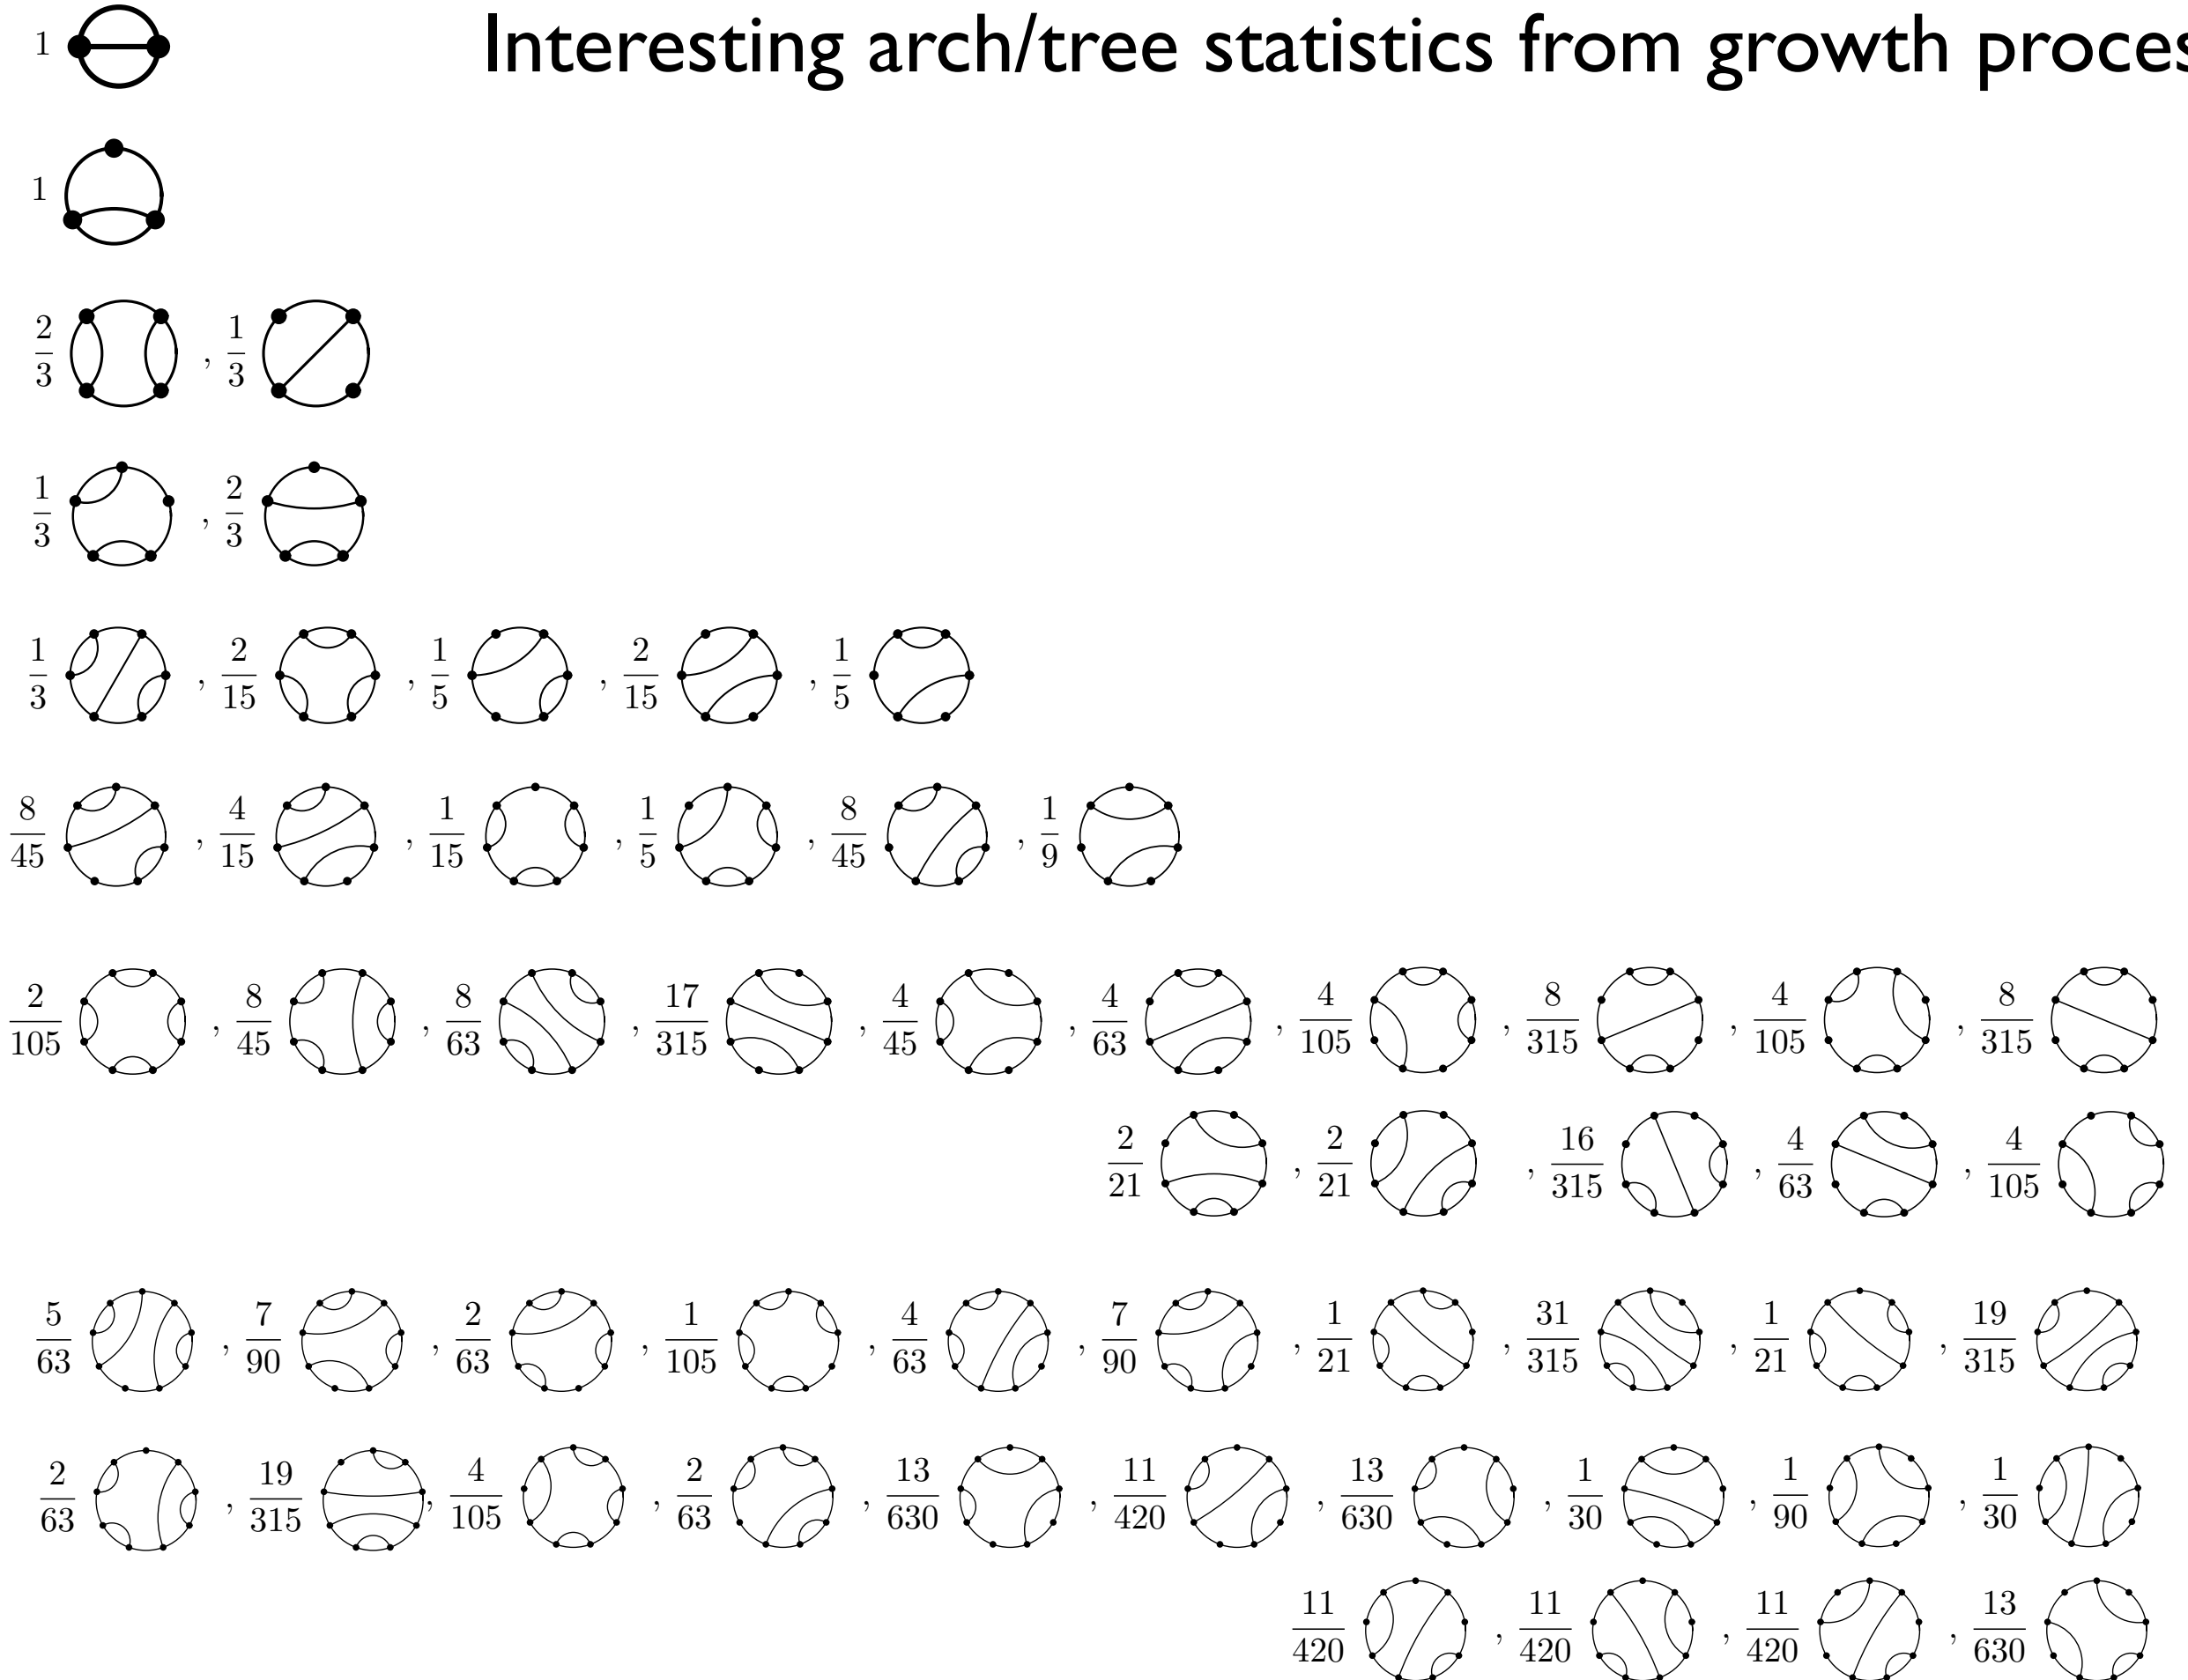 Interesting arch/tree statistics from growth
1
1
2/3 , 1/3
1/3 , 2/3
1/3 , 2/15 , 1/5 , 2/15 , 1/5
8/45 , 4/15 , 1/15 , 1/5 , 8/45 , 1/9
2/105 , 8/45 , 8/63 , 17/315 , 4/45 , 4/63 , 4/105 , 8/315 , 4/105 , 8/315
2/21 , 2/21 , 16/315 , 4/63 , 4/105
5/63 , 7/90 , 2/63 , 1/105 , 4/63 , 7/90 , 1/21 , 31/315 , 1/21 , 19/315
2/63 , 19/315 , 4/105 , 2/63 , 13/630 , 11/420 , 13/630 , 1/30 , 1/90 , 1/30
11/420 , 11/420 , 11/420 , 13/630